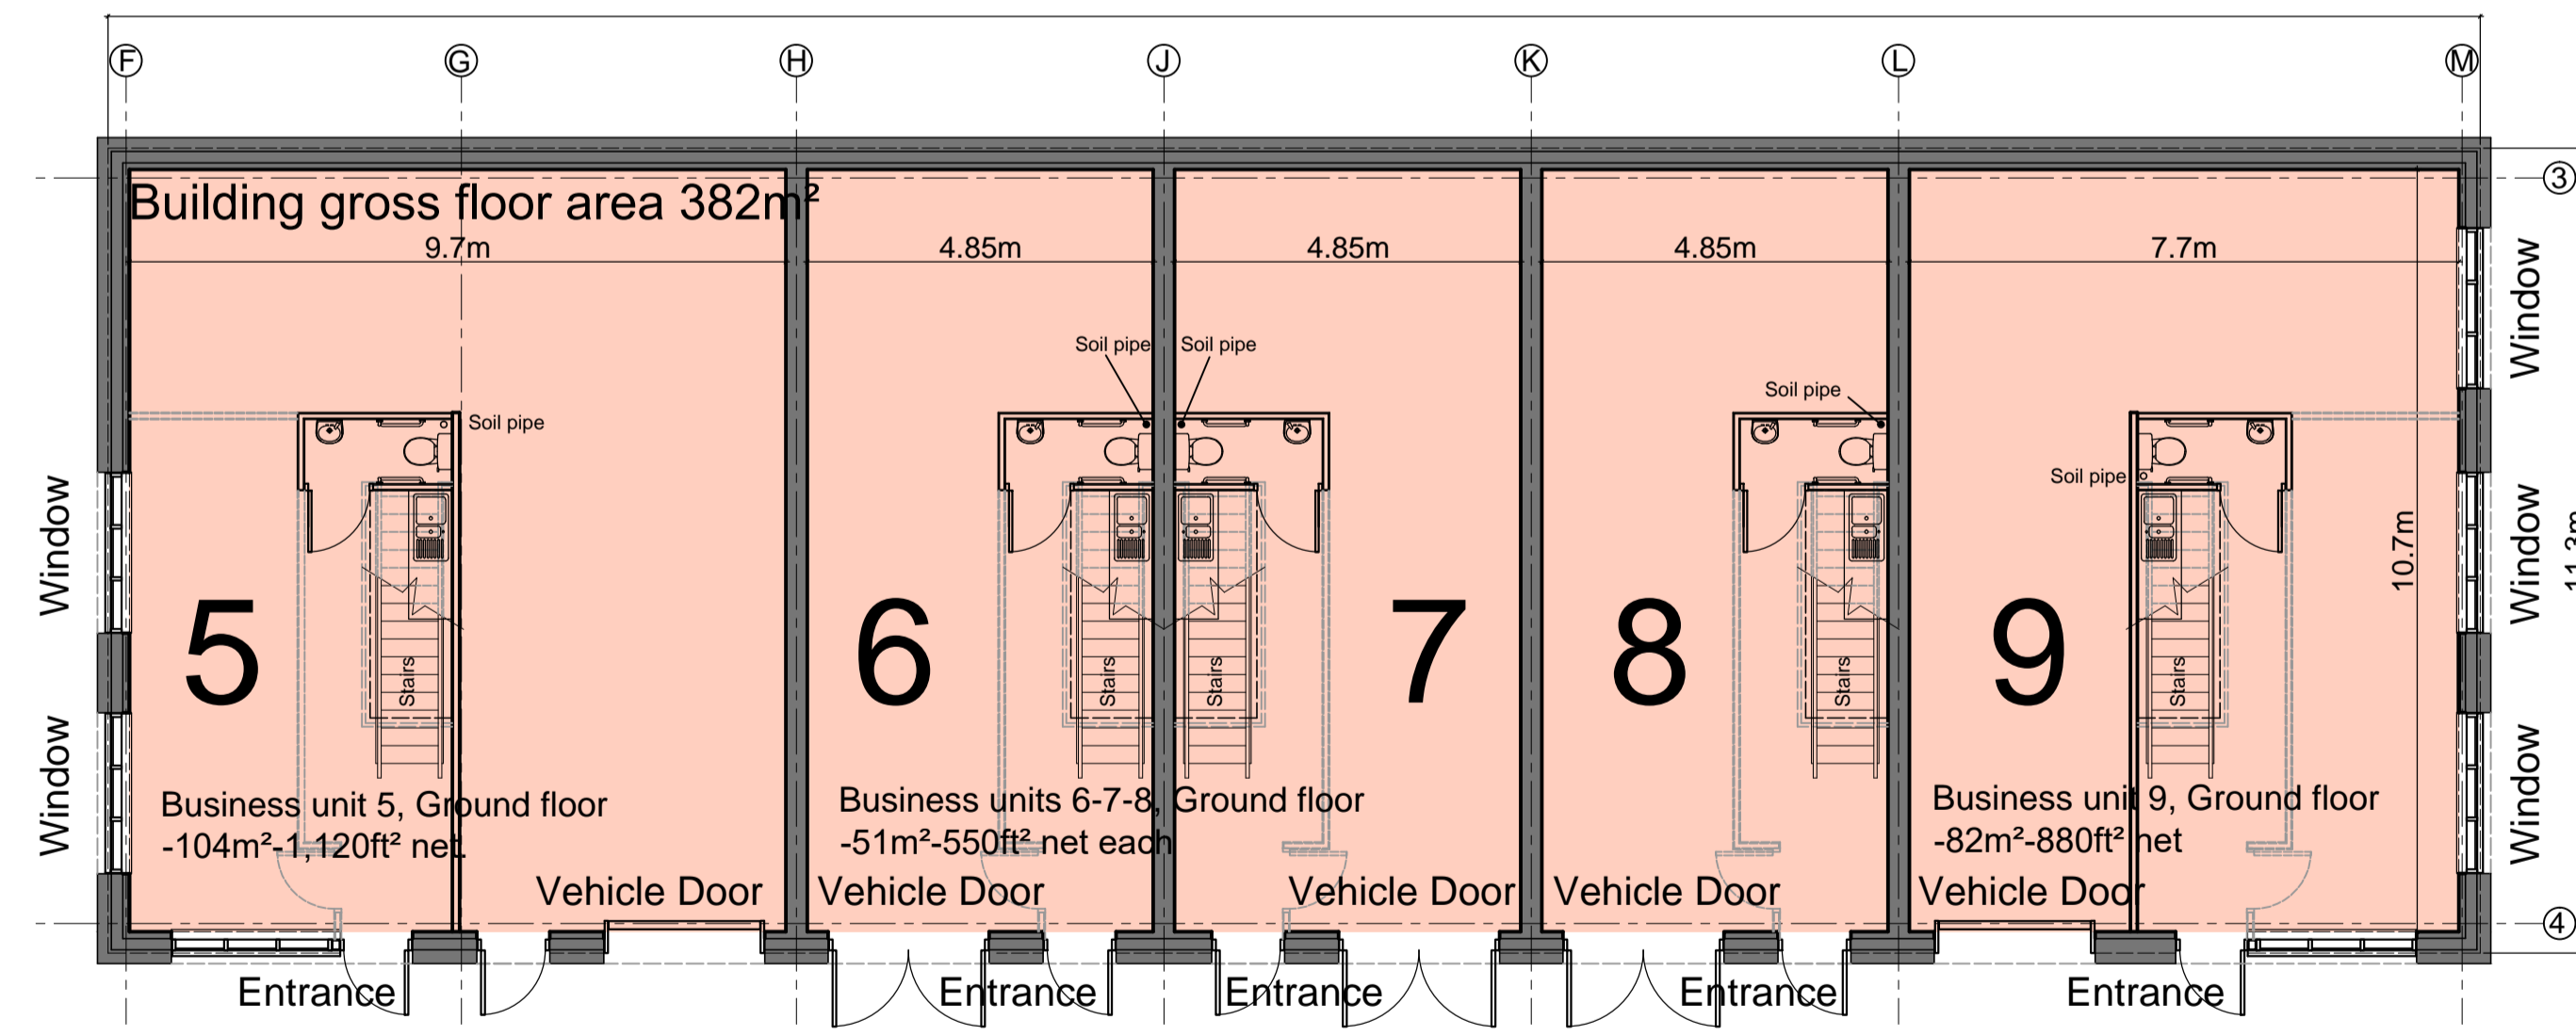 F G H J K L M
3
Building gross floor area 382m²
9.7m 4.85m 4.85m 4.85m 7.7m
Window
Soil pipe Soil pipe
Soil pipe
Soil pipe
Soil pipe
Window
Window
10.7m
11.3m
5 6 7 8 9
Stairs Stairs Stairs Stairs Stairs
Window
Window
Business unit 5, Ground floor
-104m²-1,120ft² net.
Business units 6-7-8, Ground floor
-51m²-550ft² net each
Business unit 9, Ground floor
-82m²-880ft² net
Vehicle Door Vehicle Door Vehicle Door Vehicle Door Vehicle Door
4
Entrance Entrance Entrance Entrance Entrance